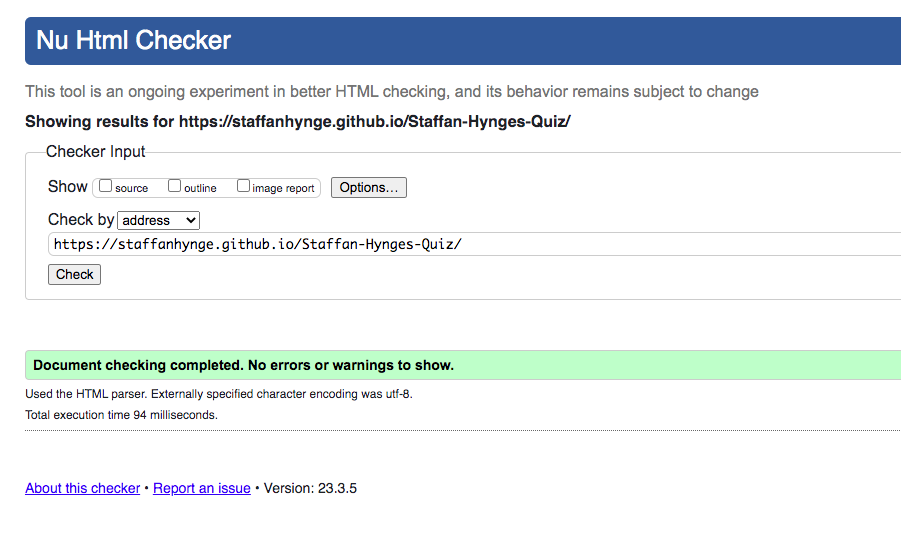 Nu Html Checker
This tool is an ongoing experiment in better HTML checking, and its behavior remains subject to change
Showing results for https://staffanhynge.github.io/Staffan-Hynges-Quiz/
Checker Input
Show source outline image report Options...
Check by address
https://staffanhynge.github.io/Staffan-Hynges-Quiz/
Check
Document checking completed. No errors or warnings to show.
Used the HTML parser. Externally specified character encoding was utf-8.
Total execution time 94 milliseconds.
About this checker • Report an issue • Version: 23.3.5